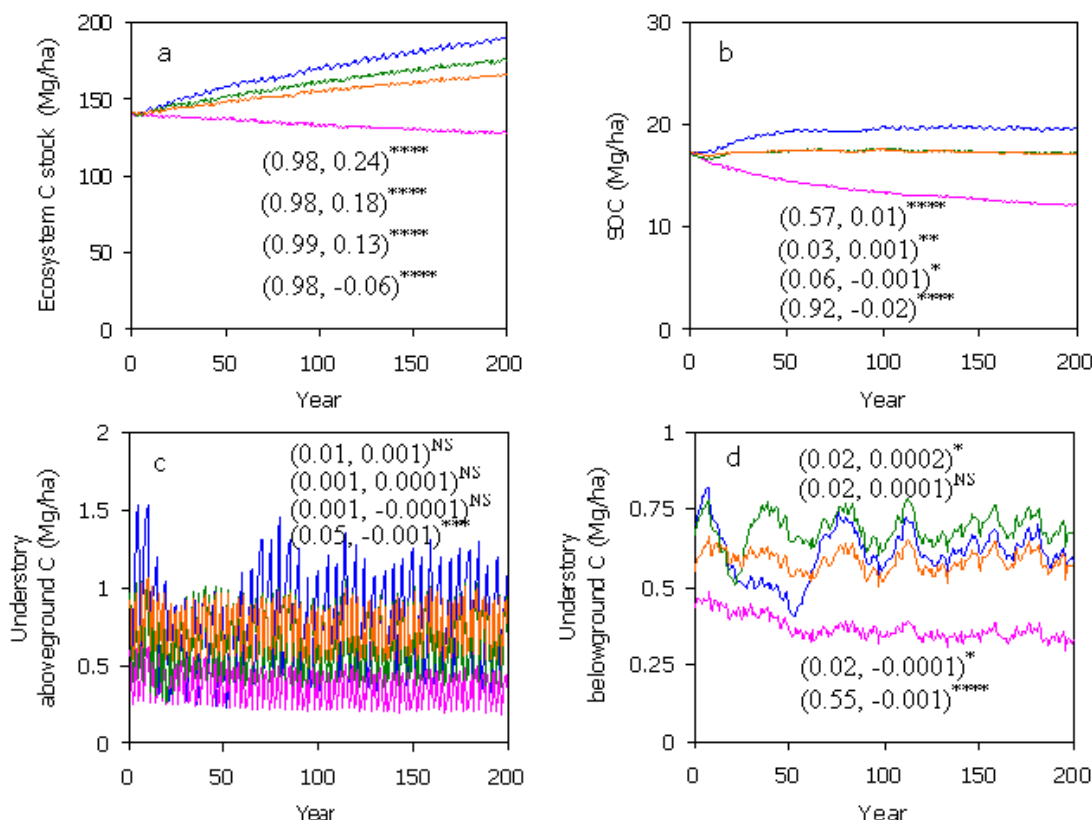 200
150
100
50
0
Ecosystem C stock (Mg/ha)
a
(0.98, 0.24)****
(0.98, 0.18)****
(0.99, 0.13)****
(0.98, -0.06)****
0 50 100 150 200
Year
30
20
10
0
SOC (Mg/ha)
b
(0.57, 0.01)****
(0.03, 0.001)**
(0.06, -0.001)*
(0.92, -0.02)****
0 50 100 150 200
Year
2
1.5
1
0.5
0
Understory
aboveground C (Mg/ha)
c
(0.01, 0.001)NS
(0.001, 0.0001)NS
(0.001, -0.0001)NS
(0.05, -0.001)***
0 50 100 150 200
Year
1
0.75
0.5
0.25
0
Understory
belowground C (Mg/ha)
d
(0.02, 0.0002)*
(0.02, 0.0001)NS
(0.02, -0.0001)*
(0.55, -0.001)****
0 50 100 150 200
Year